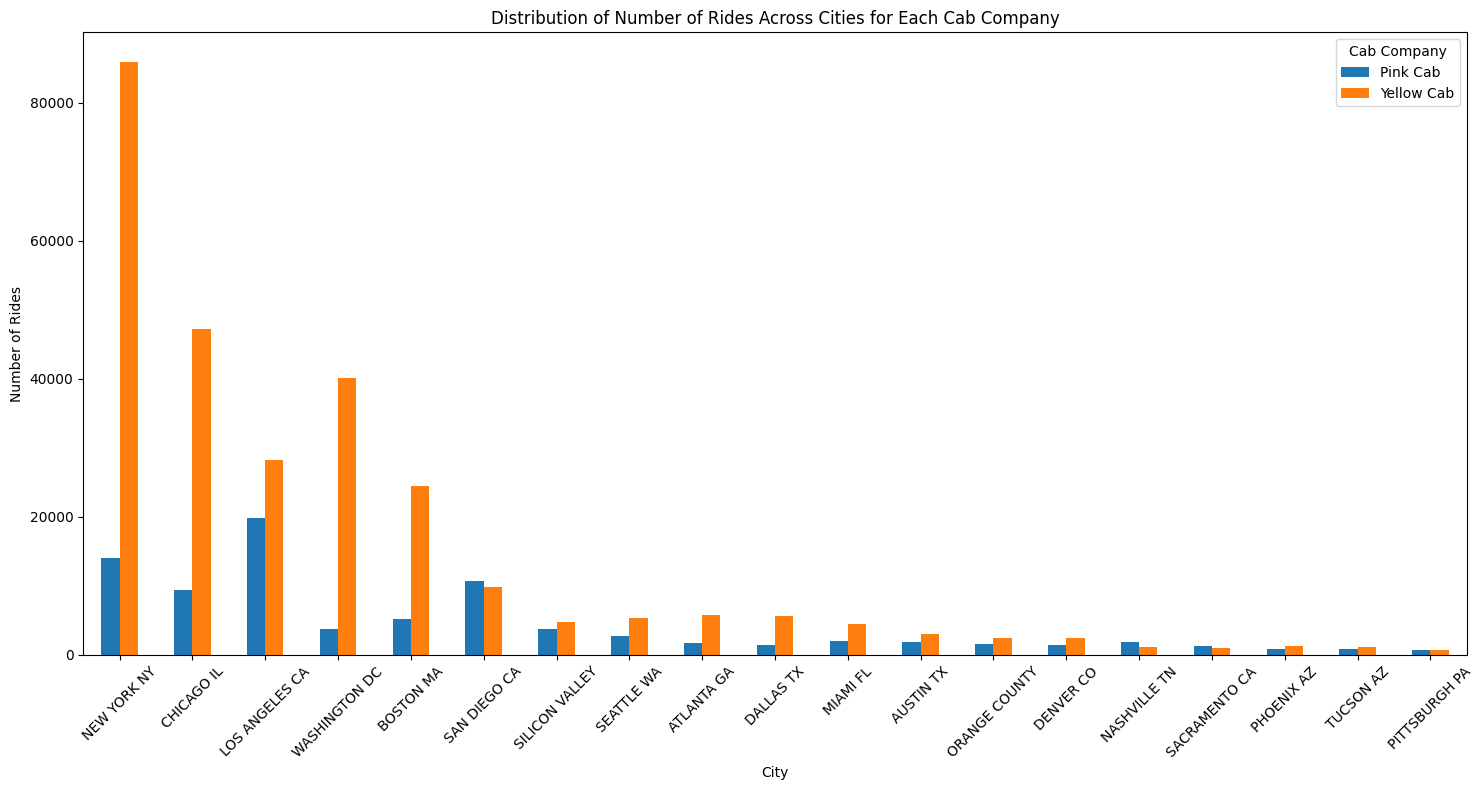 Distribution of Number of Rides Across Cities for Each Cab Company
Cab Company
Pink Cab
Yellow Cab
80000
60000
40000
20000
0
Number of Rides
NEW YORK NY
CHICAGO IL
LOS ANGELES CA
WASHINGTON DC
BOSTON MA
SAN DIEGO CA
SILICON VALLEY
SEATTLE WA
ATLANTA GA
DALLAS TX
MIAMI FL
AUSTIN TX
ORANGE COUNTY
DENVER CO
NASHVILLE TN
SACRAMENTO CA
PHOENIX AZ
TUCSON AZ
PITTSBURGH PA
City